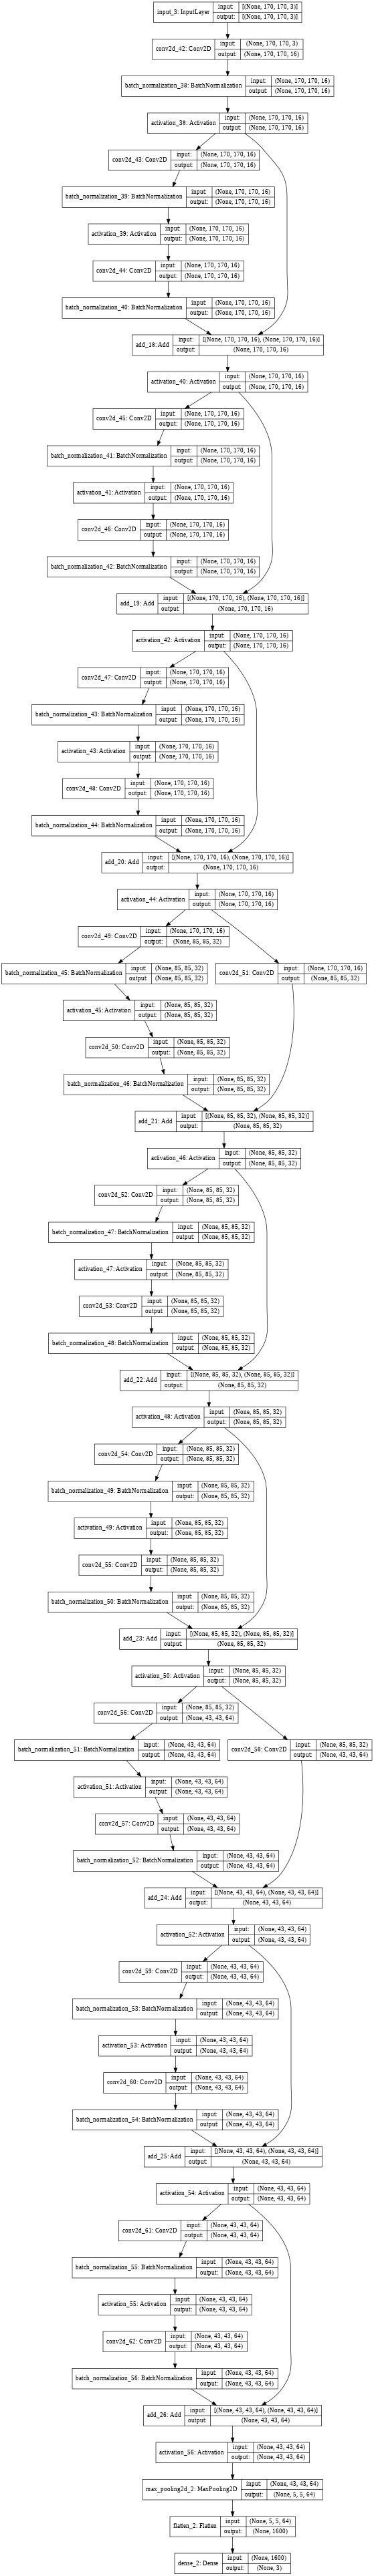 input_3: InputLayer
input: [(None, 170, 170, 3)]
output: [(None, 170, 170, 3)]
conv2d_42: Conv2D
input: (None, 170, 170, 3)
output: (None, 170, 170, 16)
batch_normalization_38: BatchNormalization
input: (None, 170, 170, 16)
output: (None, 170, 170, 16)
activation_38: Activation
input: (None, 170, 170, 16)
output: (None, 170, 170, 16)
conv2d_43: Conv2D
input: (None, 170, 170, 16)
output: (None, 170, 170, 16)
batch_normalization_39: BatchNormalization
input: (None, 170, 170, 16)
output: (None, 170, 170, 16)
activation_39: Activation
input: (None, 170, 170, 16)
output: (None, 170, 170, 16)
conv2d_44: Conv2D
input: (None, 170, 170, 16)
output: (None, 170, 170, 16)
batch_normalization_40: BatchNormalization
input: (None, 170, 170, 16)
output: (None, 170, 170, 16)
add_18: Add
input: [(None, 170, 170, 16), (None, 170, 170, 16)]
output: (None, 170, 170, 16)
activation_40: Activation
input: (None, 170, 170, 16)
output: (None, 170, 170, 16)
conv2d_45: Conv2D
input: (None, 170, 170, 16)
output: (None, 170, 170, 16)
batch_normalization_41: BatchNormalization
input: (None, 170, 170, 16)
output: (None, 170, 170, 16)
activation_41: Activation
input: (None, 170, 170, 16)
output: (None, 170, 170, 16)
conv2d_46: Conv2D
input: (None, 170, 170, 16)
output: (None, 170, 170, 16)
batch_normalization_42: BatchNormalization
input: (None, 170, 170, 16)
output: (None, 170, 170, 16)
add_19: Add
input: [(None, 170, 170, 16), (None, 170, 170, 16)]
output: (None, 170, 170, 16)
activation_42: Activation
input: (None, 170, 170, 16)
output: (None, 170, 170, 16)
conv2d_47: Conv2D
input: (None, 170, 170, 16)
output: (None, 170, 170, 16)
batch_normalization_43: BatchNormalization
input: (None, 170, 170, 16)
output: (None, 170, 170, 16)
activation_43: Activation
input: (None, 170, 170, 16)
output: (None, 170, 170, 16)
conv2d_48: Conv2D
input: (None, 170, 170, 16)
output: (None, 170, 170, 16)
batch_normalization_44: BatchNormalization
input: (None, 170, 170, 16)
output: (None, 170, 170, 16)
add_20: Add
input: [(None, 170, 170, 16), (None, 170, 170, 16)]
output: (None, 170, 170, 16)
activation_44: Activation
input: (None, 170, 170, 16)
output: (None, 170, 170, 16)
conv2d_49: Conv2D
input: (None, 170, 170, 16)
output: (None, 85, 85, 32)
batch_normalization_45: BatchNormalization
input: (None, 85, 85, 32)
output: (None, 85, 85, 32)
conv2d_51: Conv2D
input: (None, 170, 170, 16)
output: (None, 85, 85, 32)
activation_45: Activation
input: (None, 85, 85, 32)
output: (None, 85, 85, 32)
conv2d_50: Conv2D
input: (None, 85, 85, 32)
output: (None, 85, 85, 32)
batch_normalization_46: BatchNormalization
input: (None, 85, 85, 32)
output: (None, 85, 85, 32)
add_21: Add
input: [(None, 85, 85, 32), (None, 85, 85, 32)]
output: (None, 85, 85, 32)
activation_46: Activation
input: (None, 85, 85, 32)
output: (None, 85, 85, 32)
conv2d_52: Conv2D
input: (None, 85, 85, 32)
output: (None, 85, 85, 32)
batch_normalization_47: BatchNormalization
input: (None, 85, 85, 32)
output: (None, 85, 85, 32)
activation_47: Activation
input: (None, 85, 85, 32)
output: (None, 85, 85, 32)
conv2d_53: Conv2D
input: (None, 85, 85, 32)
output: (None, 85, 85, 32)
batch_normalization_48: BatchNormalization
input: (None, 85, 85, 32)
output: (None, 85, 85, 32)
add_22: Add
input: [(None, 85, 85, 32), (None, 85, 85, 32)]
output: (None, 85, 85, 32)
activation_48: Activation
input: (None, 85, 85, 32)
output: (None, 85, 85, 32)
conv2d_54: Conv2D
input: (None, 85, 85, 32)
output: (None, 85, 85, 32)
batch_normalization_49: BatchNormalization
input: (None, 85, 85, 32)
output: (None, 85, 85, 32)
activation_49: Activation
input: (None, 85, 85, 32)
output: (None, 85, 85, 32)
conv2d_55: Conv2D
input: (None, 85, 85, 32)
output: (None, 85, 85, 32)
batch_normalization_50: BatchNormalization
input: (None, 85, 85, 32)
output: (None, 85, 85, 32)
add_23: Add
input: [(None, 85, 85, 32), (None, 85, 85, 32)]
output: (None, 85, 85, 32)
activation_50: Activation
input: (None, 85, 85, 32)
output: (None, 85, 85, 32)
conv2d_56: Conv2D
input: (None, 85, 85, 32)
output: (None, 43, 43, 64)
batch_normalization_51: BatchNormalization
input: (None, 43, 43, 64)
output: (None, 43, 43, 64)
conv2d_58: Conv2D
input: (None, 85, 85, 32)
output: (None, 43, 43, 64)
activation_51: Activation
input: (None, 43, 43, 64)
output: (None, 43, 43, 64)
conv2d_57: Conv2D
input: (None, 43, 43, 64)
output: (None, 43, 43, 64)
batch_normalization_52: BatchNormalization
input: (None, 43, 43, 64)
output: (None, 43, 43, 64)
add_24: Add
input: [(None, 43, 43, 64), (None, 43, 43, 64)]
output: (None, 43, 43, 64)
activation_52: Activation
input: (None, 43, 43, 64)
output: (None, 43, 43, 64)
conv2d_59: Conv2D
input: (None, 43, 43, 64)
output: (None, 43, 43, 64)
batch_normalization_53: BatchNormalization
input: (None, 43, 43, 64)
output: (None, 43, 43, 64)
activation_53: Activation
input: (None, 43, 43, 64)
output: (None, 43, 43, 64)
conv2d_60: Conv2D
input: (None, 43, 43, 64)
output: (None, 43, 43, 64)
batch_normalization_54: BatchNormalization
input: (None, 43, 43, 64)
output: (None, 43, 43, 64)
add_25: Add
input: [(None, 43, 43, 64), (None, 43, 43, 64)]
output: (None, 43, 43, 64)
activation_54: Activation
input: (None, 43, 43, 64)
output: (None, 43, 43, 64)
conv2d_61: Conv2D
input: (None, 43, 43, 64)
output: (None, 43, 43, 64)
batch_normalization_55: BatchNormalization
input: (None, 43, 43, 64)
output: (None, 43, 43, 64)
activation_55: Activation
input: (None, 43, 43, 64)
output: (None, 43, 43, 64)
conv2d_62: Conv2D
input: (None, 43, 43, 64)
output: (None, 43, 43, 64)
batch_normalization_56: BatchNormalization
input: (None, 43, 43, 64)
output: (None, 43, 43, 64)
add_26: Add
input: [(None, 43, 43, 64), (None, 43, 43, 64)]
output: (None, 43, 43, 64)
activation_56: Activation
input: (None, 43, 43, 64)
output: (None, 43, 43, 64)
max_pooling2d_2: MaxPooling2D
input: (None, 43, 43, 64)
output: (None, 5, 5, 64)
flatten_2: Flatten
input: (None, 5, 5, 64)
output: (None, 1600)
dense_2: Dense
input: (None, 1600)
output: (None, 3)